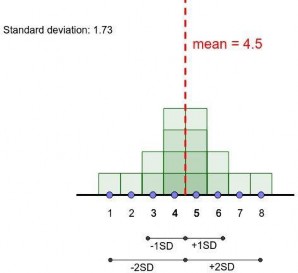 Standard deviation: 1.73
mean = 4.5
1 2 3 4 5 6 7 8
-1SD +1SD
-2SD +2SD